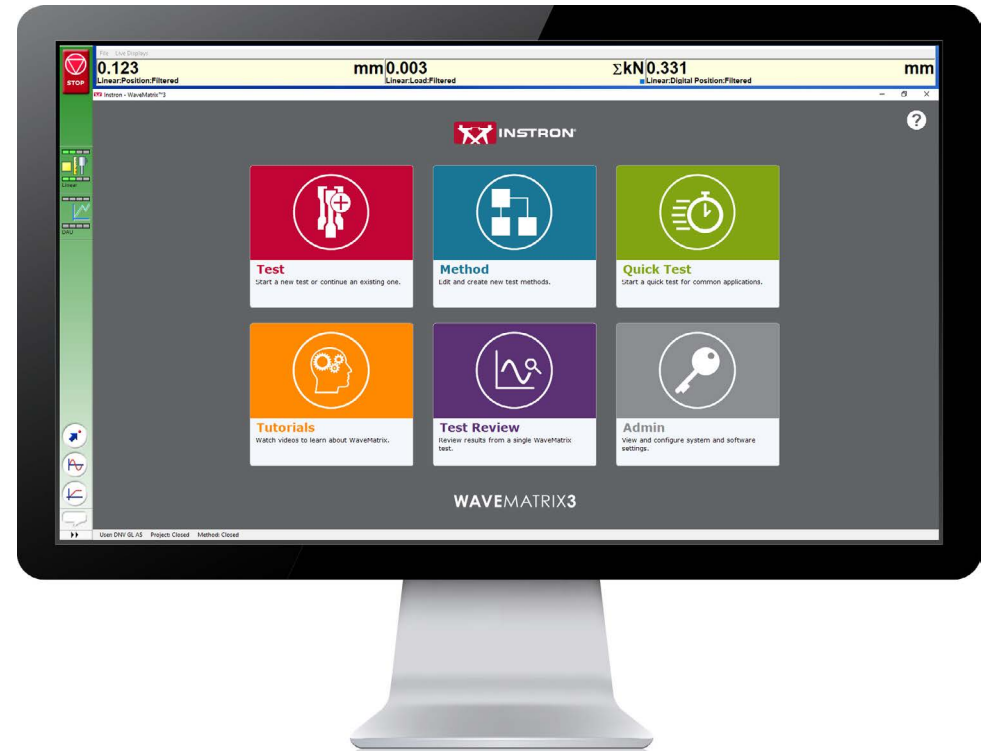 File Live Displays
STOP
0.123 mm 0.003 ΣkN 0.331 mm
Linear:Position:Filtered Linear:Load:Filtered Linear:Digital Position:Filtered
Instron - WaveMatrix™3
INSTRON®
?
Linear
DAQ
Test
Start a new test or continue an existing one.
Method
Edit and create new test methods.
Quick Test
Start a quick test for common applications.
Tutorials
Watch videos to learn about WaveMatrix.
Test Review
Review results from a single WaveMatrix
test.
Admin
View and configure system and software
settings.
WAVEMATRIX3
User: DNV GL AS Project: Closed Method: Closed